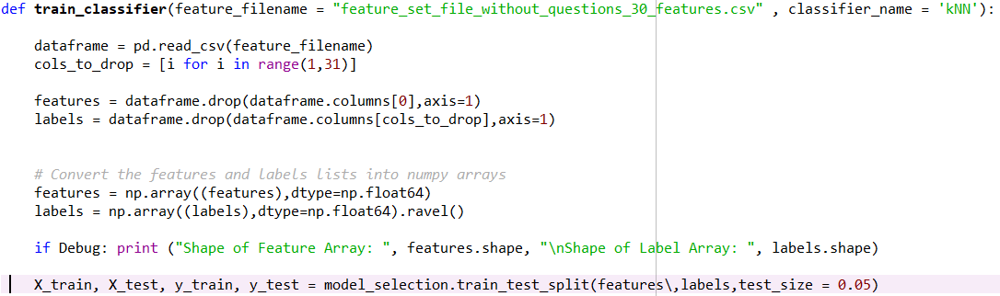 def train_classifier(feature_filename = "feature_set_file_without_questions_30_features.csv" , classifier_name = 'kNN'):
dataframe = pd.read_csv(feature_filename)
cols_to_drop = [i for i in range(1,31)]
features = dataframe.drop(dataframe.columns[0],axis=1)
labels = dataframe.drop(dataframe.columns[cols_to_drop],axis=1)
# Convert the features and labels lists into numpy arrays
features = np.array((features),dtype=np.float64)
labels = np.array((labels),dtype=np.float64).ravel()
if Debug: print ("Shape of Feature Array: ", features.shape, "\nShape of Label Array: ", labels.shape)
X_train, X_test, y_train, y_test = model_selection.train_test_split(features\,labels,test_size = 0.05)